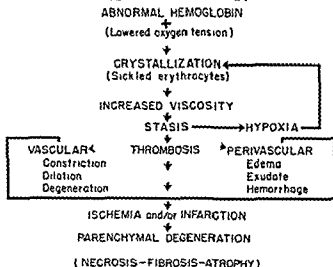 ABNORMAL HEMOGLOBIN
+
(Lowered oxygen tension)
CRYSTALLIZATION
(Sickled erythrocytes)
INCREASED VISCOSITY
STASIS HYPOXIA
VASCULAR THROMBOSIS PERIVASCULAR
Constriction Edema
Dilation Exudate
Degeneration Hemorrhage
ISCHEMIA and/or INFARCTION
PARENCHYMAL DEGENERATION
(NECROSIS-FIBROSIS-ATROPHY)